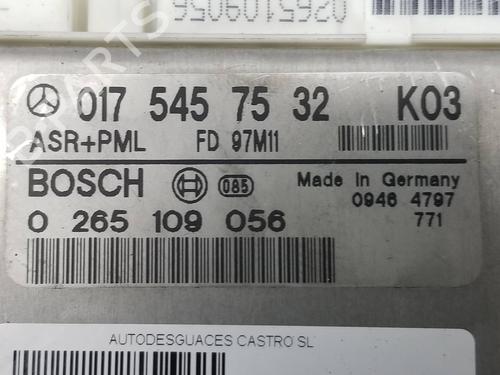 0265109056
017 545 75 32 K03
ASR+PML FD 97M11
BOSCH 085 Made in Germany
0 265 109 056 0946 4797
771
AUTODESGUACES CASTRO SL